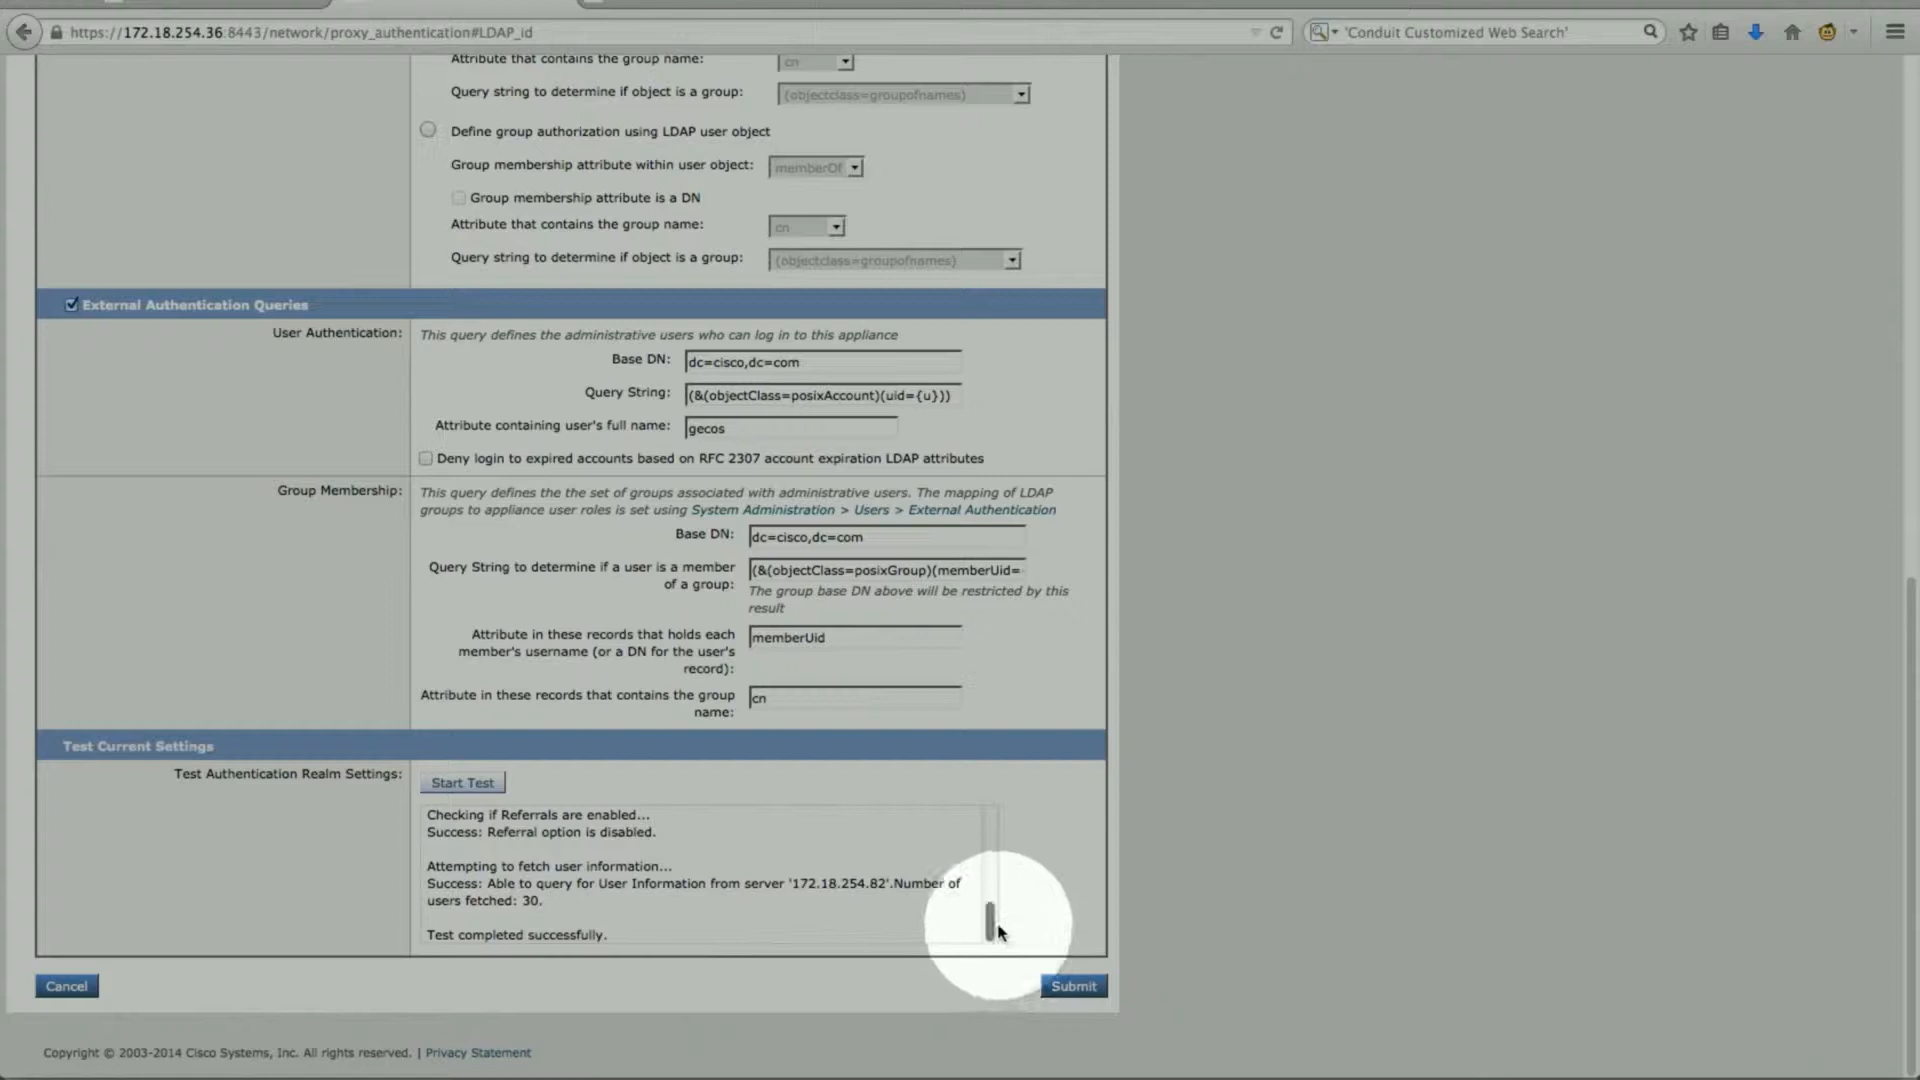 https://172.18.254.36:8443/network/proxy_authentication#LDAP_id
'Conduit Customized Web Search'
Attribute that contains the group name:
cn
Query string to determine if object is a group:
(objectclass=groupofnames)
Define group authorization using LDAP user object
Group membership attribute within user object:
memberOf
Group membership attribute is a DN
Attribute that contains the group name:
cn
Query string to determine if object is a group:
(objectclass=groupofnames)
External Authentication Queries
User Authentication:
This query defines the administrative users who can log in to this appliance
Base DN:
dc=cisco,dc=com
Query String:
(&(objectClass=posixAccount)(uid={u}))
Attribute containing user's full name:
gecos
Deny login to expired accounts based on RFC 2307 account expiration LDAP attributes
Group Membership:
This query defines the the set of groups associated with administrative users. The mapping of LDAP
groups to appliance user roles is set using System Administration > Users > External Authentication
Base DN:
dc=cisco,dc=com
Query String to determine if a user is a member
of a group:
(&(objectClass=posixGroup)(memberUid=
The group base DN above will be restricted by this
result
Attribute in these records that holds each
member's username (or a DN for the user's
record):
memberUid
Attribute in these records that contains the group
name:
cn
Test Current Settings
Test Authentication Realm Settings:
Start Test
Checking if Referrals are enabled...
Success: Referral option is disabled.
Attempting to fetch user information...
Success: Able to query for User Information from server '172.18.254.82'.Number of
users fetched: 30.
Test completed successfully.
Cancel
Submit
Copyright © 2003-2014 Cisco Systems, Inc. All rights reserved. | Privacy Statement